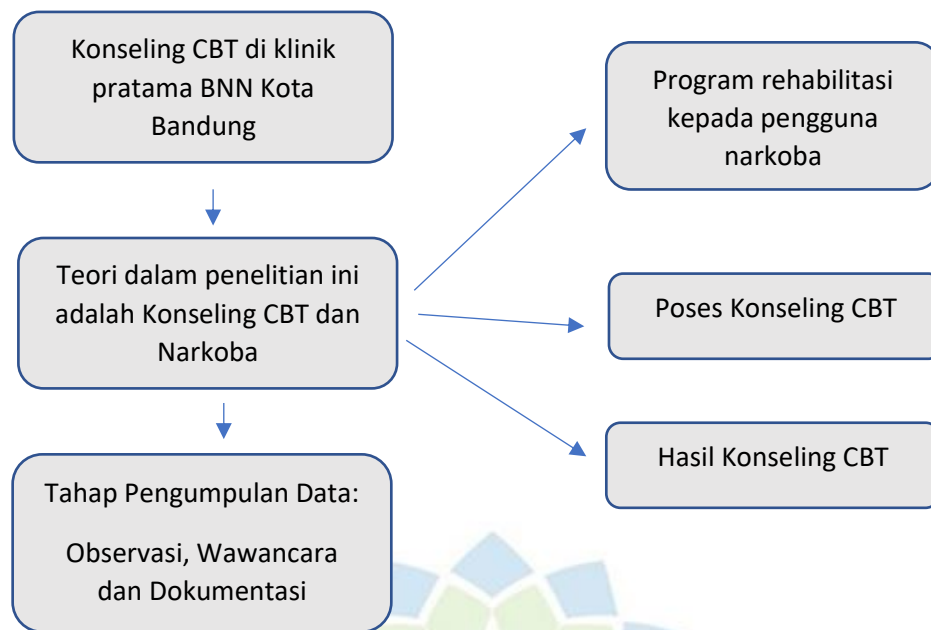 Konseling CBT di klinik
pratama BNN Kota
Bandung
Teori dalam penelitian ini
adalah Konseling CBT dan
Narkoba
Tahap Pengumpulan Data:
Observasi, Wawancara
dan Dokumentasi
Program rehabilitasi
kepada pengguna
narkoba
Poses Konseling CBT
Hasil Konseling CBT